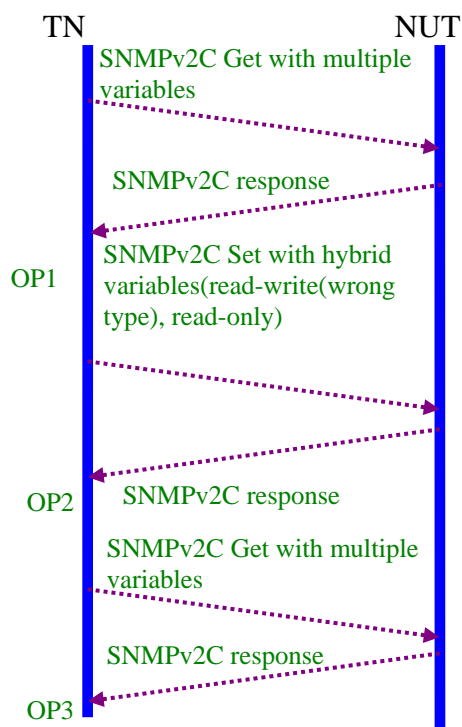 TN NUT
SNMPv2C Get with multiple
variables
SNMPv2C response
SNMPv2C Set with hybrid
OP1
variables(read-write(wrong
type), read-only)
SNMPv2C response
OP2
SNMPv2C Get with multiple
variables
SNMPv2C response
OP3